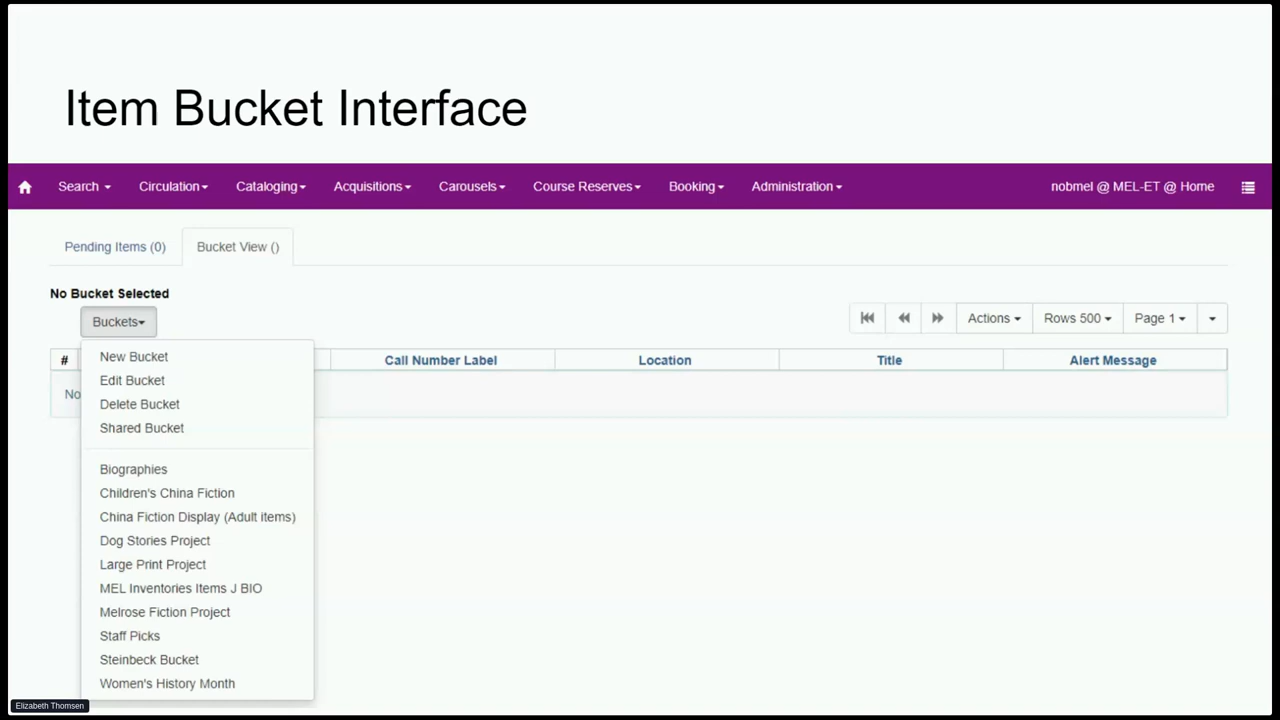 Item Bucket Interface
Search Circulation Cataloging Acquisitions Carousels Course Reserves Booking Administration nobmel @ MEL-ET @ Home
Pending Items (0) Bucket View ()
No Bucket Selected
Buckets Actions Rows 500 Page 1
# Call Number Label Location Title Alert Message
No
New Bucket
Edit Bucket
Delete Bucket
Shared Bucket
Biographies
Children's China Fiction
China Fiction Display (Adult items)
Dog Stories Project
Large Print Project
MEL Inventories Items J BIO
Melrose Fiction Project
Staff Picks
Steinbeck Bucket
Women's History Month
Elizabeth Thomsen